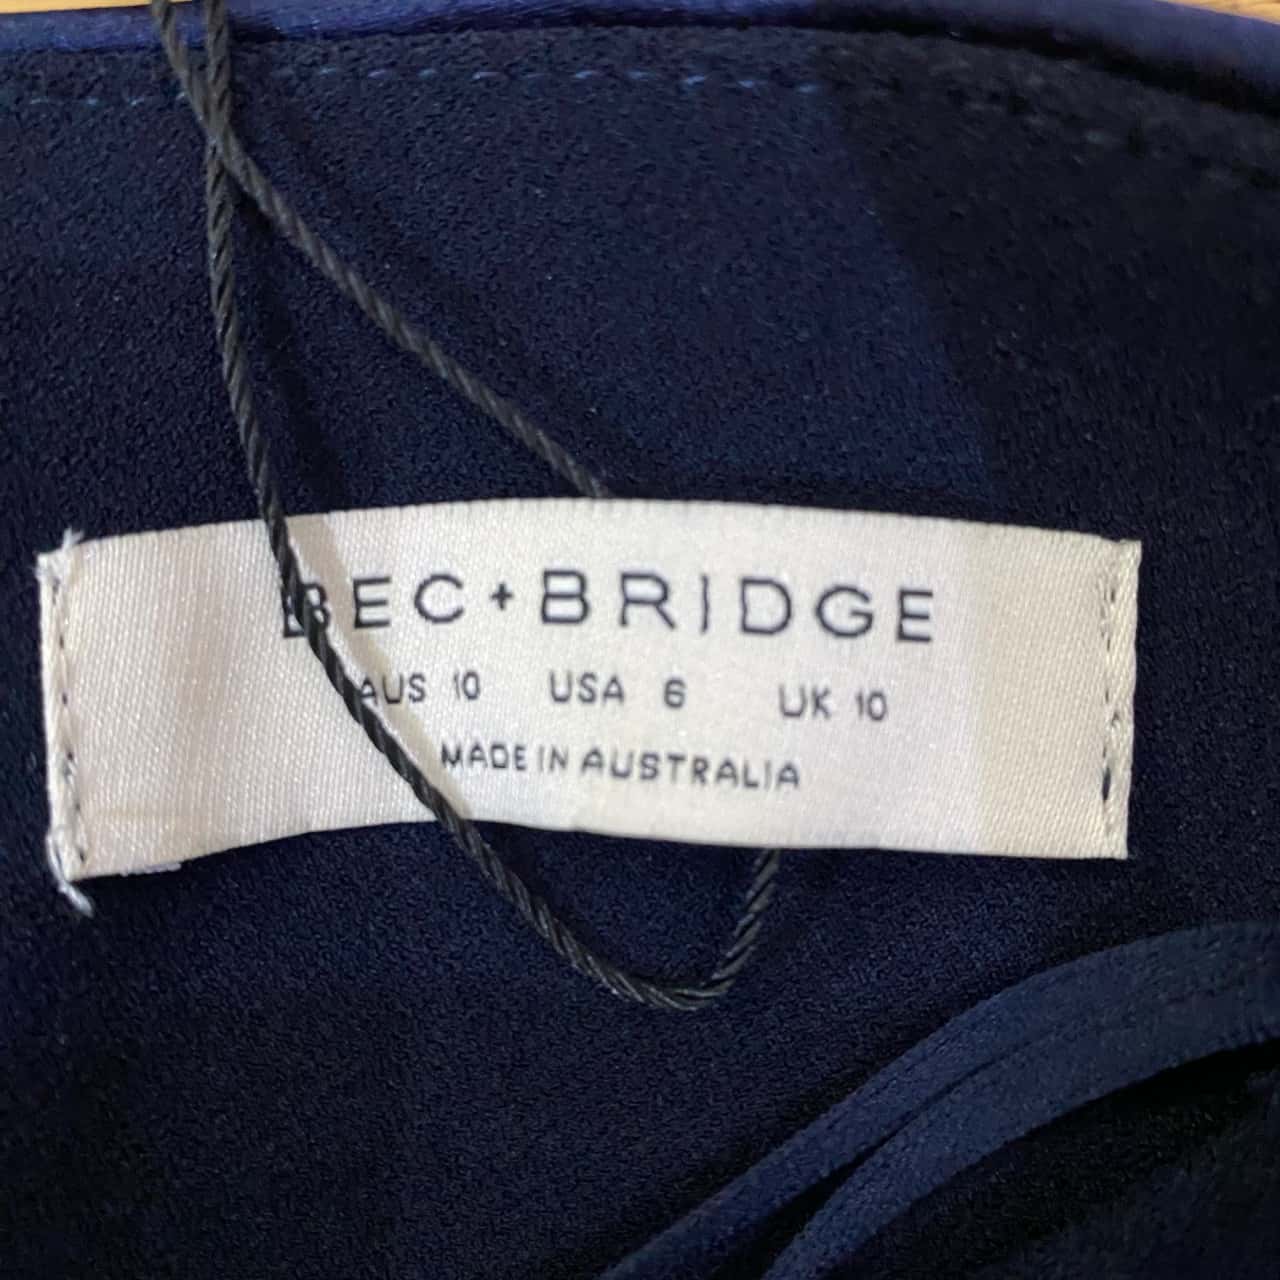 BEC+BRIDGE
AUS 10 USA 6 UK 10
MADE IN AUSTRALIA